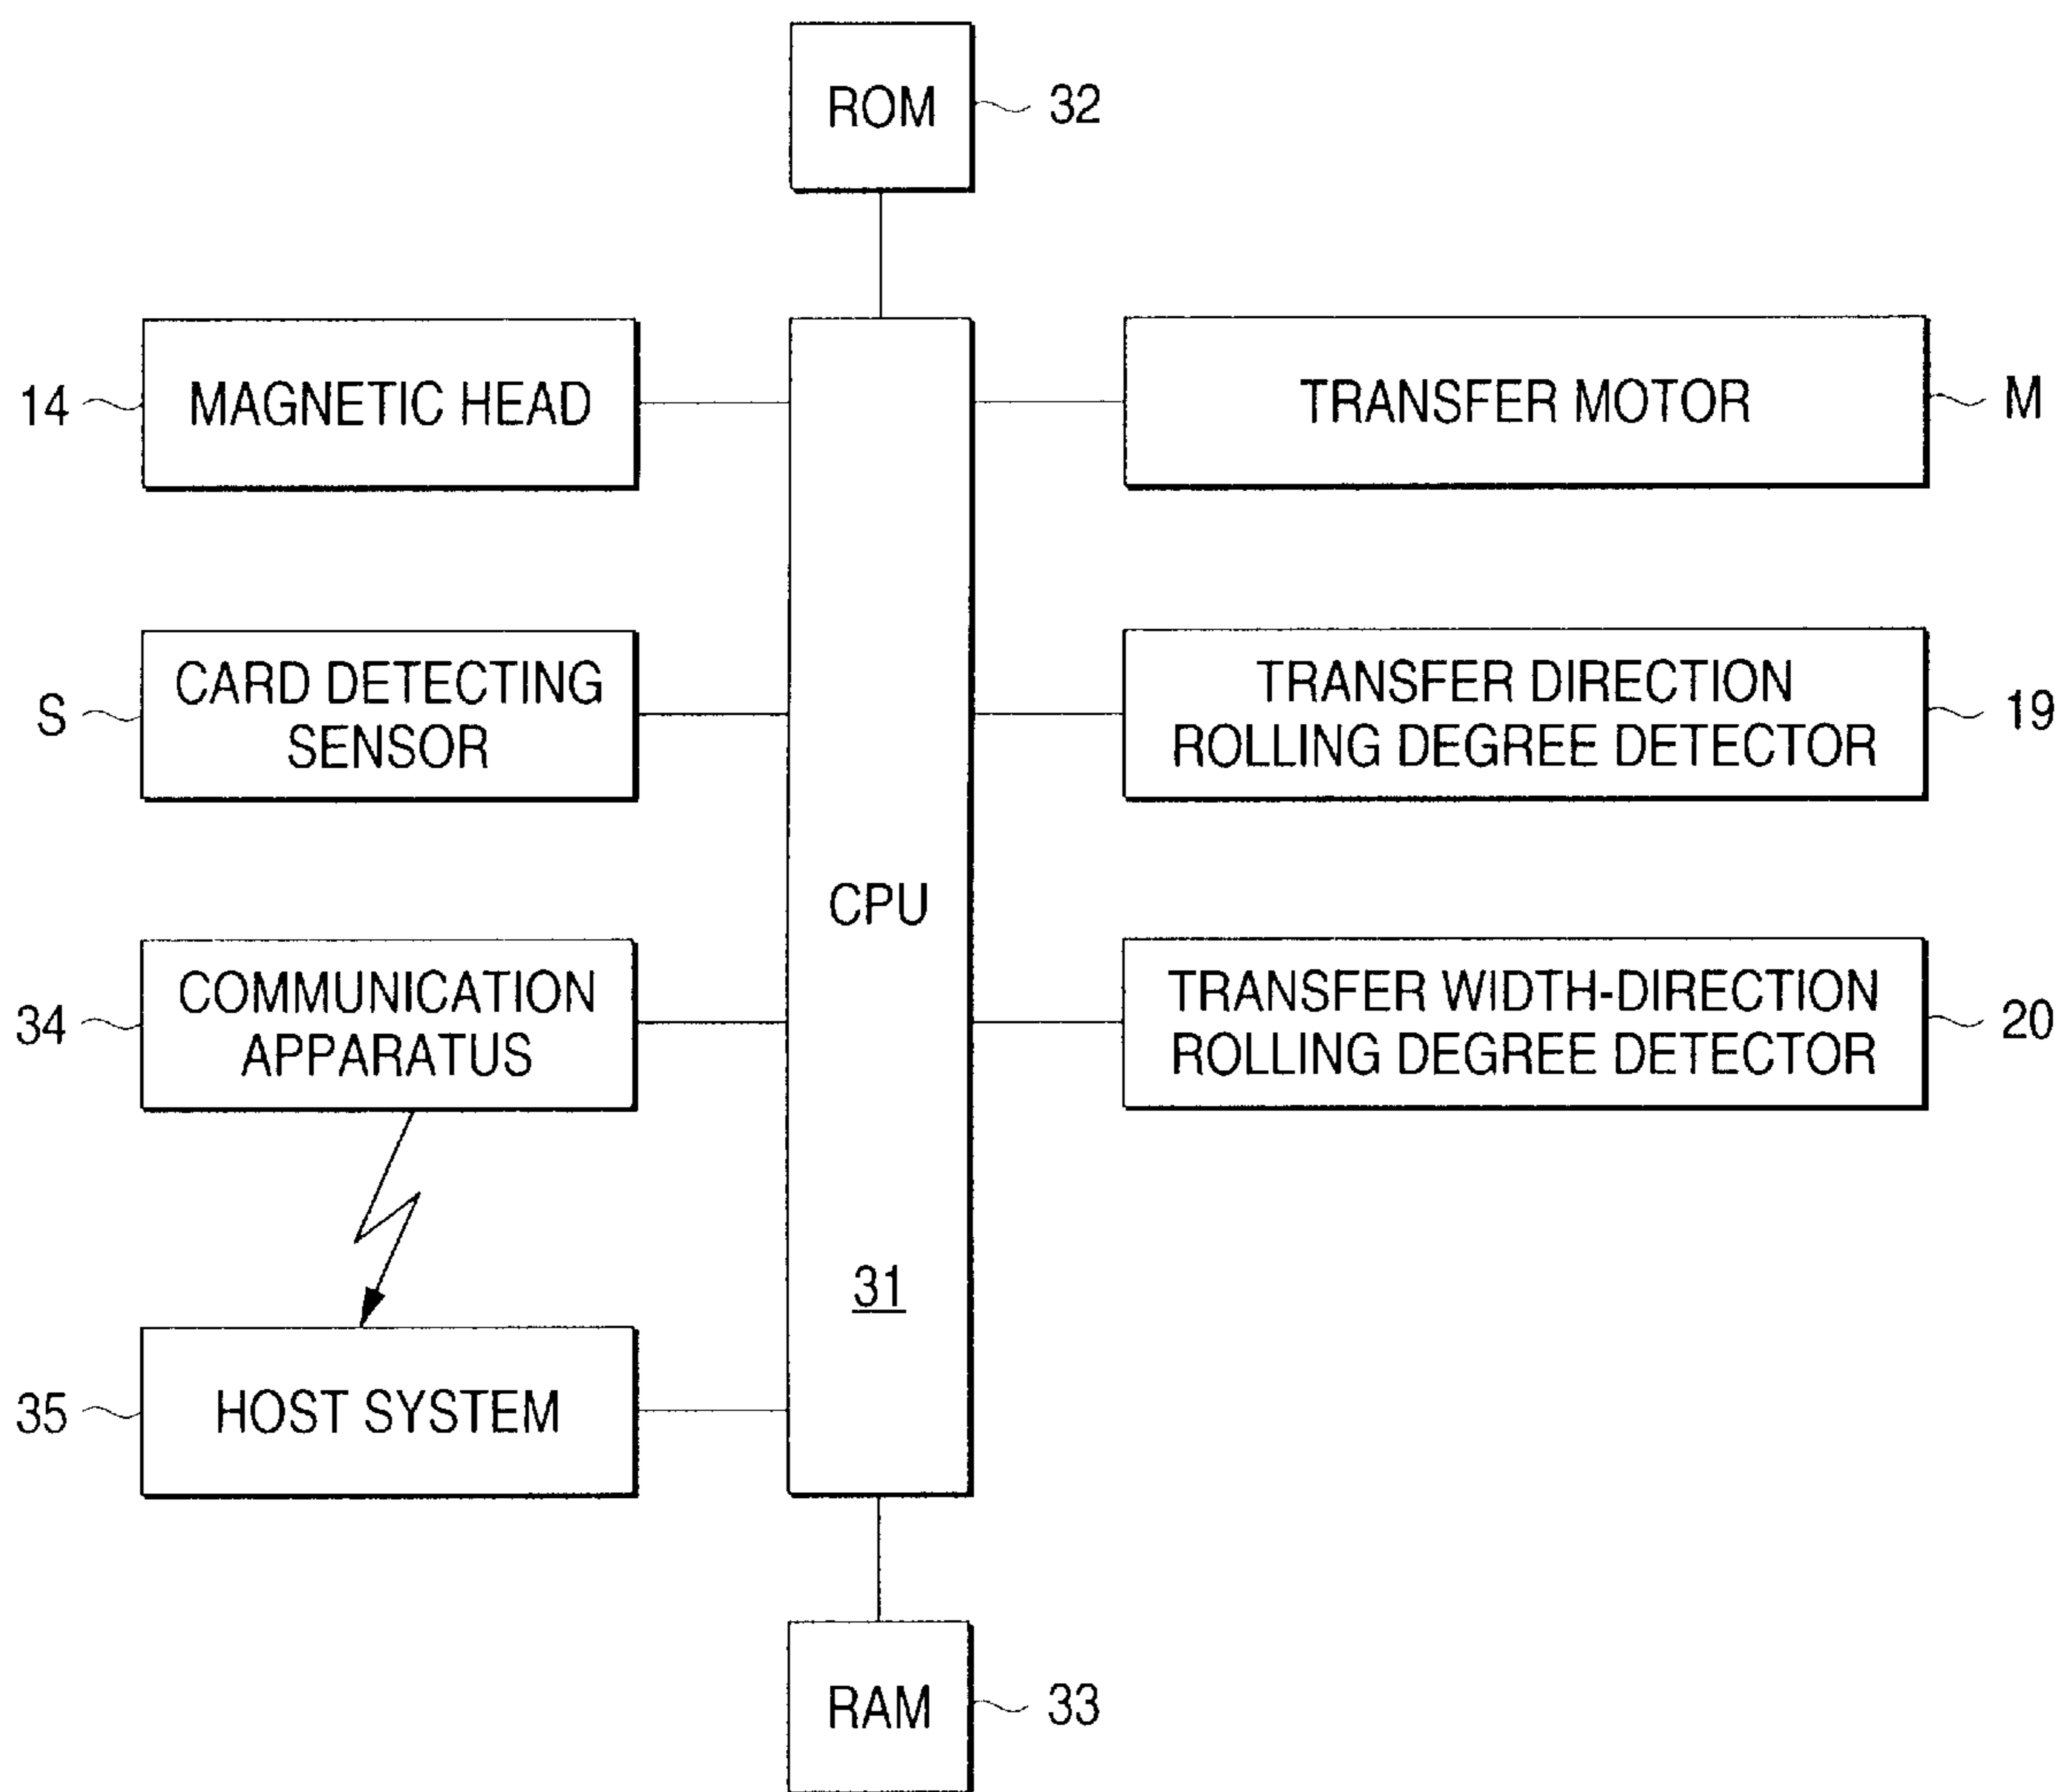 ROM
32
14
MAGNETIC HEAD
TRANSFER MOTOR
M
S
CARD DETECTING
SENSOR
TRANSFER DIRECTION
ROLLING DEGREE DETECTOR
19
CPU
34
COMMUNICATION
APPARATUS
TRANSFER WIDTH-DIRECTION
ROLLING DEGREE DETECTOR
20
31
35
HOST SYSTEM
RAM
33